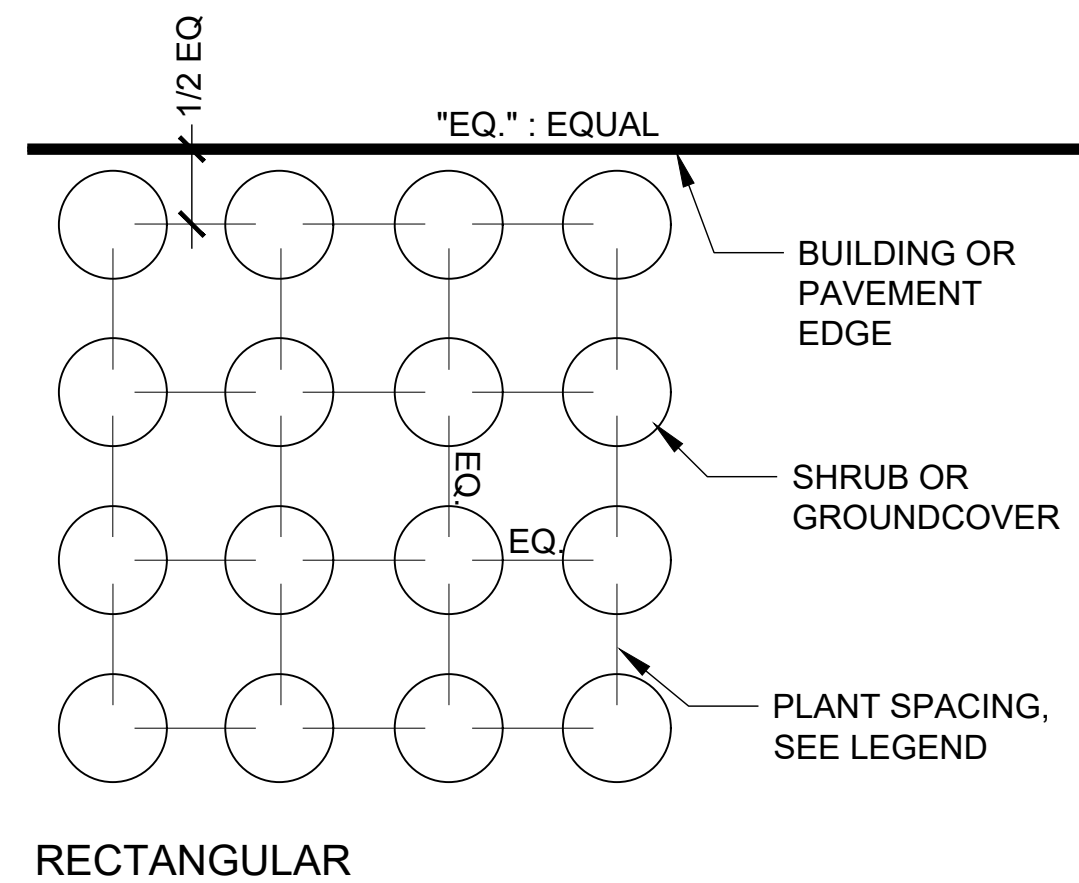 1/2 EQ
"EQ." : EQUAL
BUILDING OR
PAVEMENT
EDGE
EQ.
SHRUB OR
GROUNDCOVER
EQ.
PLANT SPACING,
SEE LEGEND
RECTANGULAR